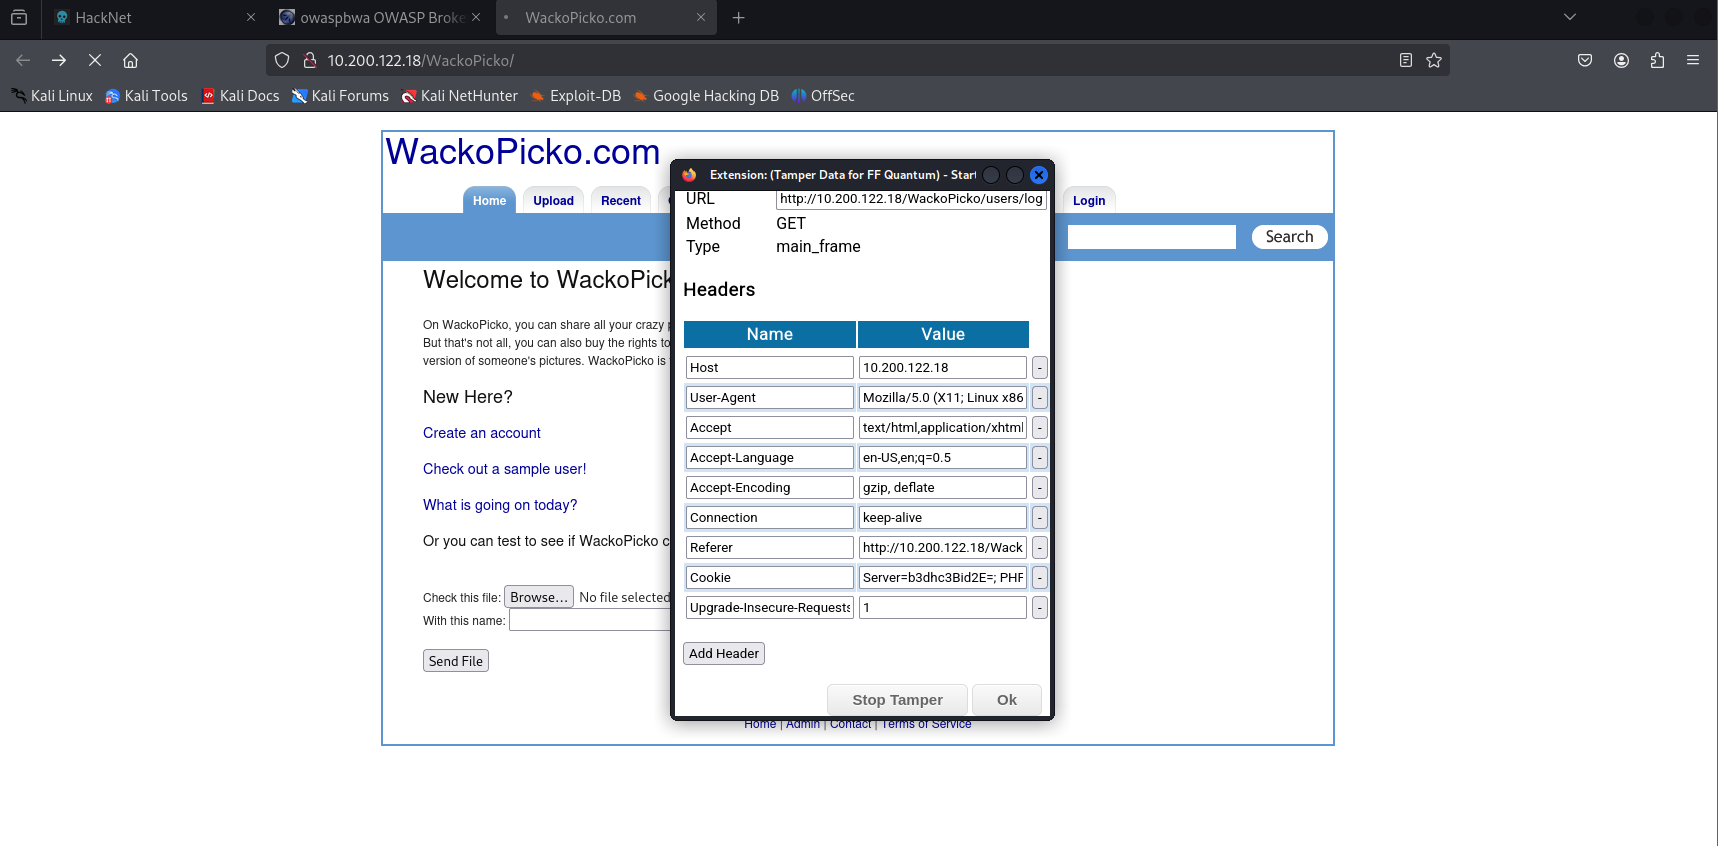 HackNet
owaspbwa OWASP Broke
WackoPicko.com
10.200.122.18/WackoPicko/
Kali Linux Kali Tools Kali Docs Kali Forums Kali NetHunter Exploit-DB Google Hacking DB OffSec
WackoPicko.com
Home Upload Recent Login
Search
Welcome to WackoPick
On WackoPicko, you can share all your crazy
But that's not all, you can also buy the rights to
version of someone's pictures. WackoPicko is
New Here?
Create an account
Check out a sample user!
What is going on today?
Or you can test to see if WackoPicko c
Check this file: Browse... No file selected
With this name:
Send File
Home | Admin | Contact | Terms of Service
Extension: (Tamper Data for FF Quantum) - Start
URL http://10.200.122.18/WackoPicko/users/log
Method GET
Type main_frame
Headers
Name Value
Host 10.200.122.18 -
User-Agent Mozilla/5.0 (X11; Linux x86 -
Accept text/html,application/xhtml -
Accept-Language en-US,en;q=0.5 -
Accept-Encoding gzip, deflate -
Connection keep-alive -
Referer http://10.200.122.18/Wack -
Cookie Server=b3dhc3Bid2E=; PHP -
Upgrade-Insecure-Requests 1 -
Add Header
Stop Tamper Ok